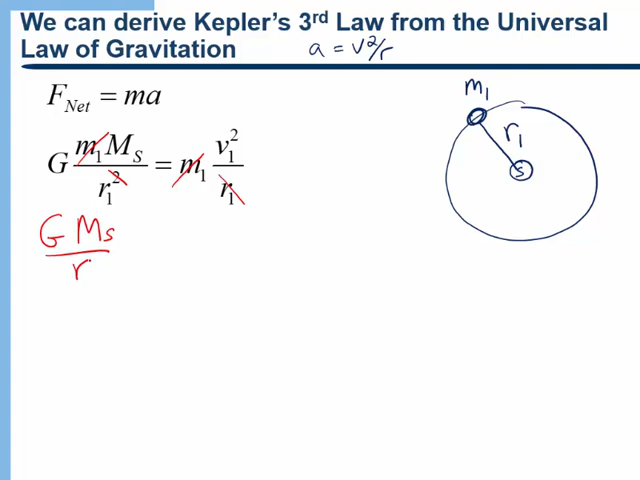 We can derive Kepler's 3rd Law from the Universal
Law of Gravitation a = v²/r
F_Net = ma
G m₁M_S / r₁² = m₁ v₁² / r₁
G Ms / r
m₁
r₁
S